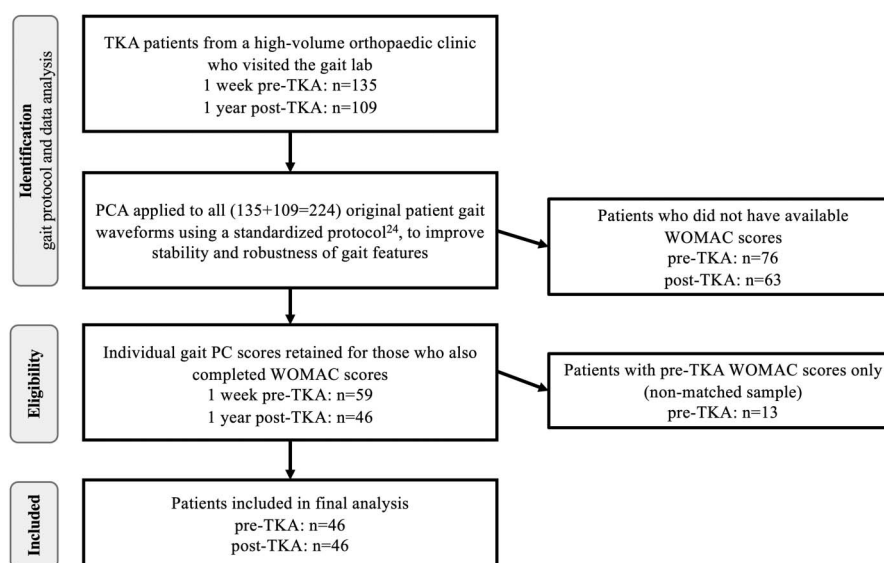 Identification
gait protocol and data analysis
TKA patients from a high-volume orthopaedic clinic
who visited the gait lab
1 week pre-TKA: n=135
1 year post-TKA: n=109
PCA applied to all (135+109=224) original patient gait
waveforms using a standardized protocol24, to improve
stability and robustness of gait features
Patients who did not have available
WOMAC scores
pre-TKA: n=76
post-TKA: n=63
Eligibility
Individual gait PC scores retained for those who also
completed WOMAC scores
1 week pre-TKA: n=59
1 year post-TKA: n=46
Patients with pre-TKA WOMAC scores only
(non-matched sample)
pre-TKA: n=13
Included
Patients included in final analysis
pre-TKA: n=46
post-TKA: n=46